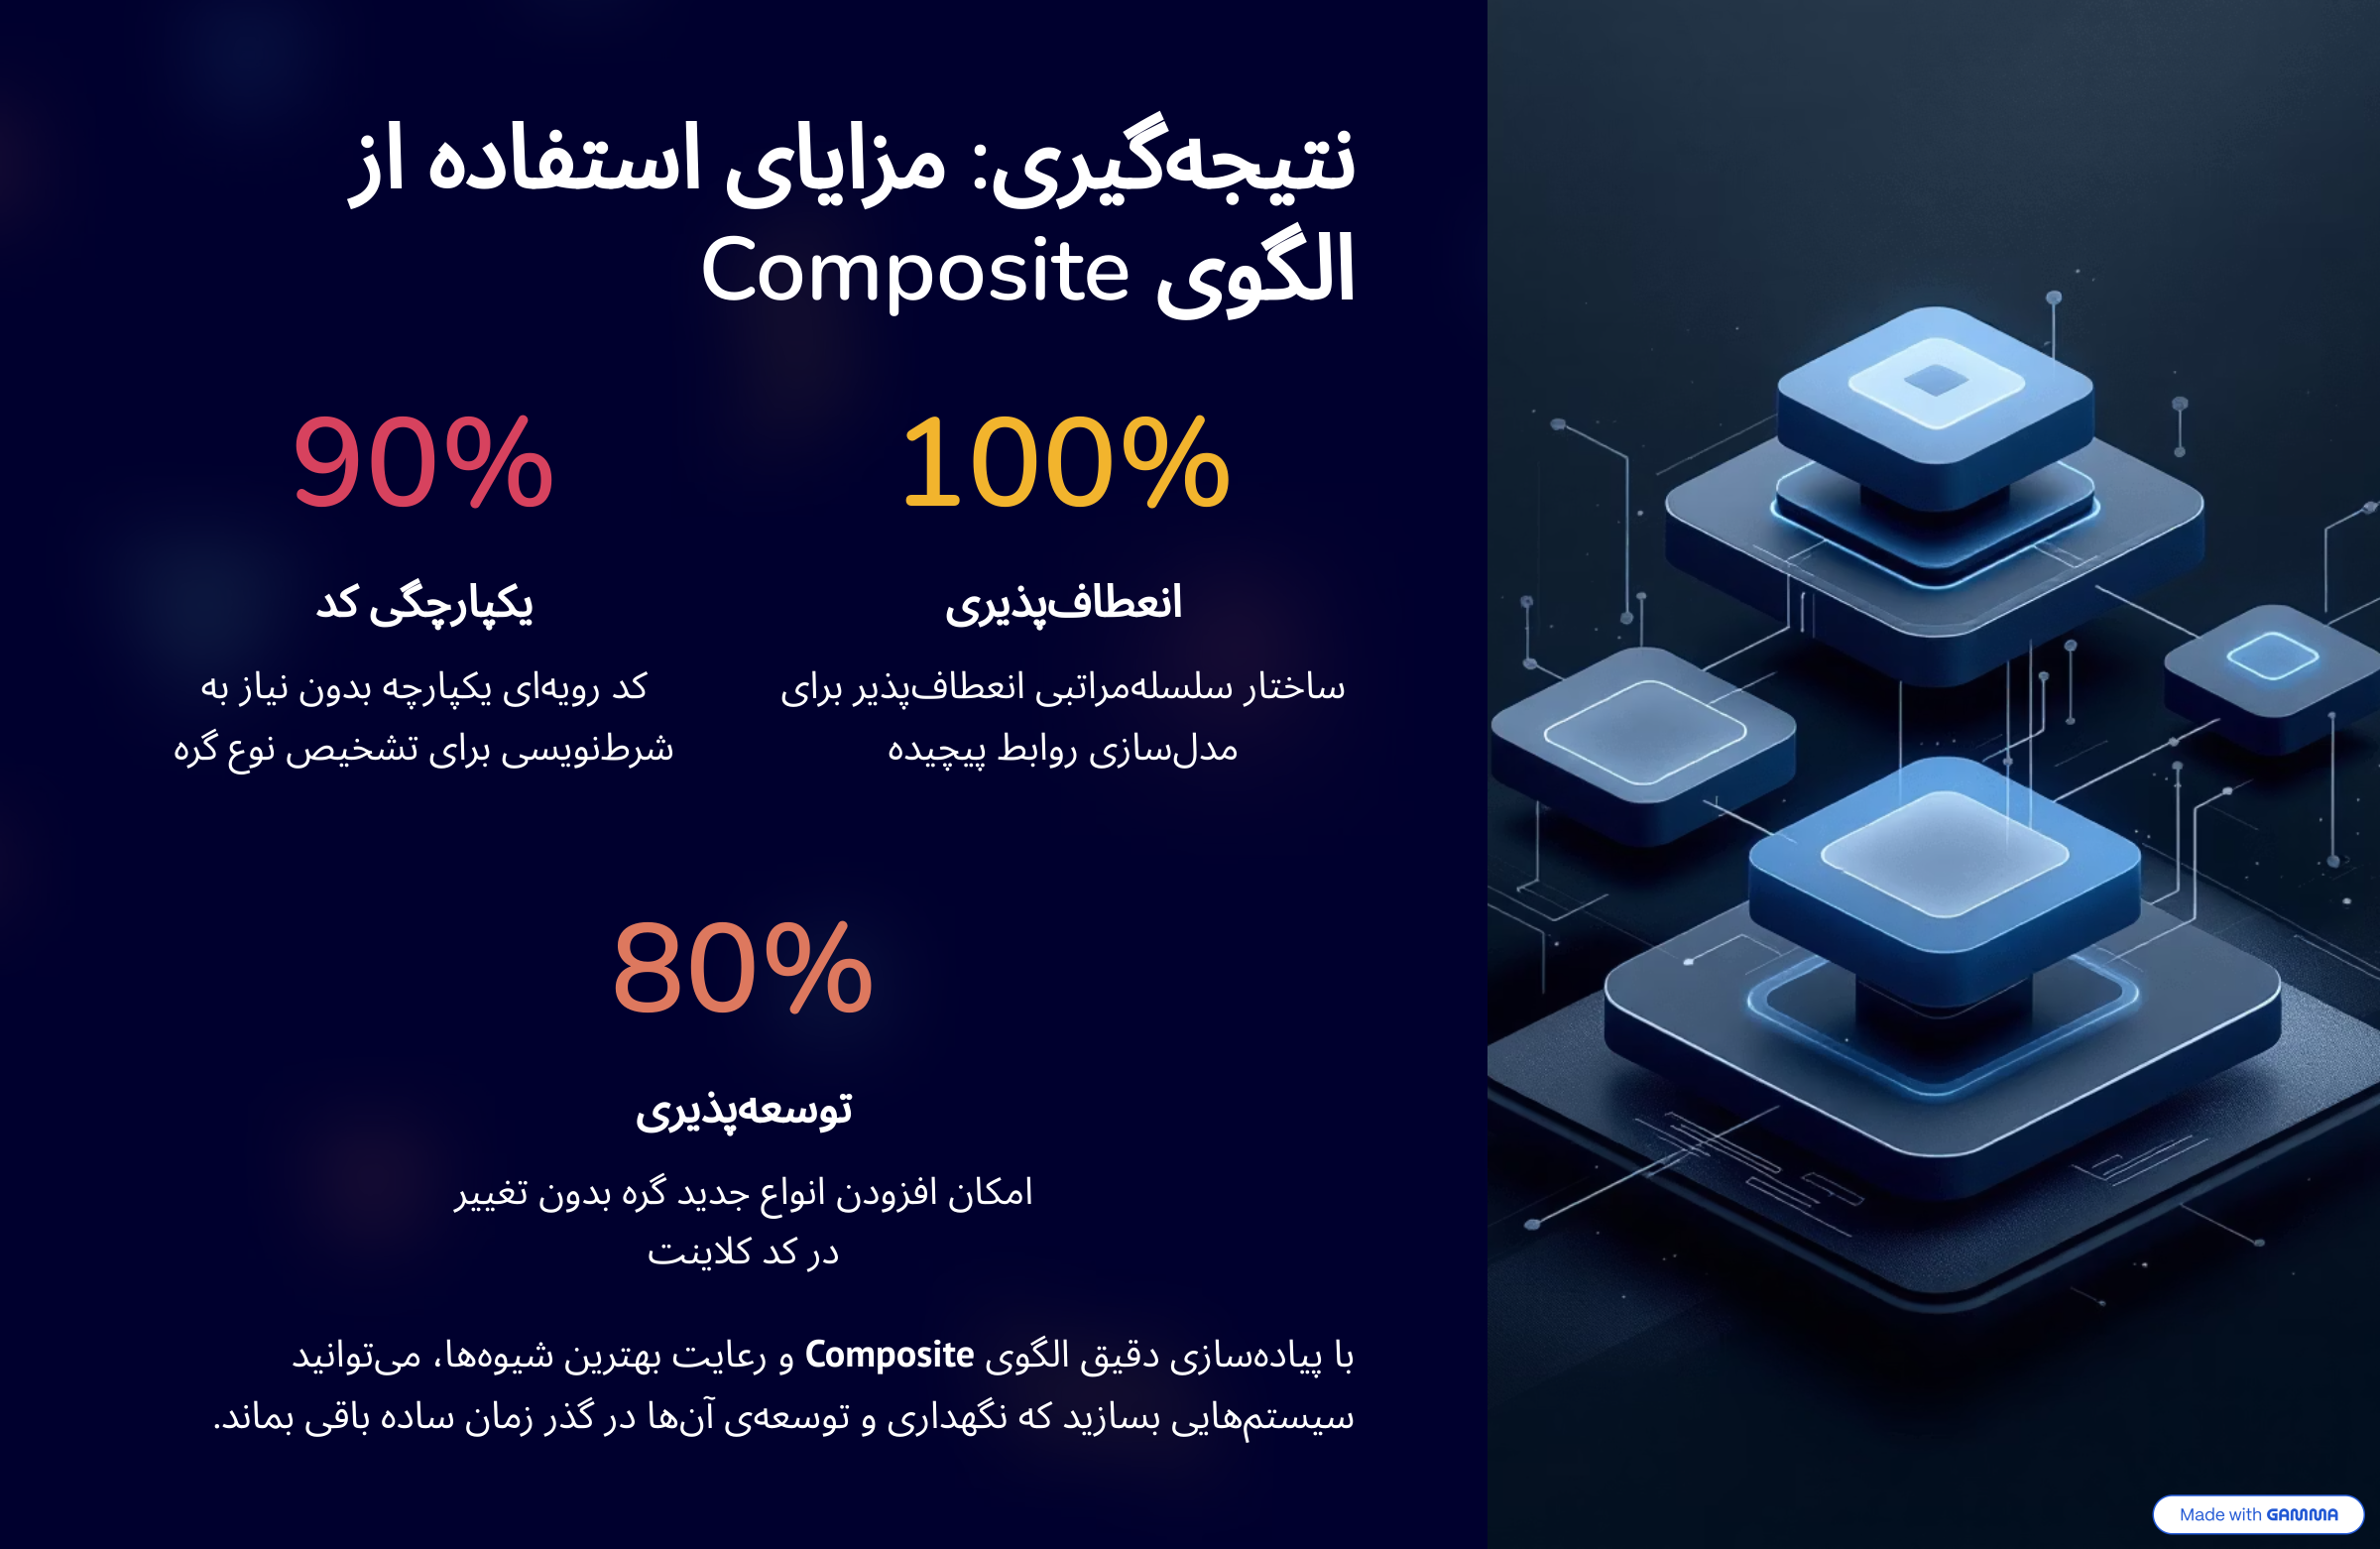 نتیجه‌گیری: مزایای استفاده از
الگوی Composite
100%
انعطاف‌پذیری
ساختار سلسله‌مراتبی انعطاف‌پذیر برای
مدل‌سازی روابط پیچیده
90%
یکپارچگی کد
کد رویه‌ای یکپارچه بدون نیاز به
شرط‌نویسی برای تشخیص نوع گره
80%
توسعه‌پذیری
امکان افزودن انواع جدید گره بدون تغییر
در کد کلاینت
با پیاده‌سازی دقیق الگوی Composite و رعایت بهترین شیوه‌ها، می‌توانید
سیستم‌هایی بسازید که نگهداری و توسعه‌ی آن‌ها در گذر زمان ساده باقی بماند.
Made with GAMMA